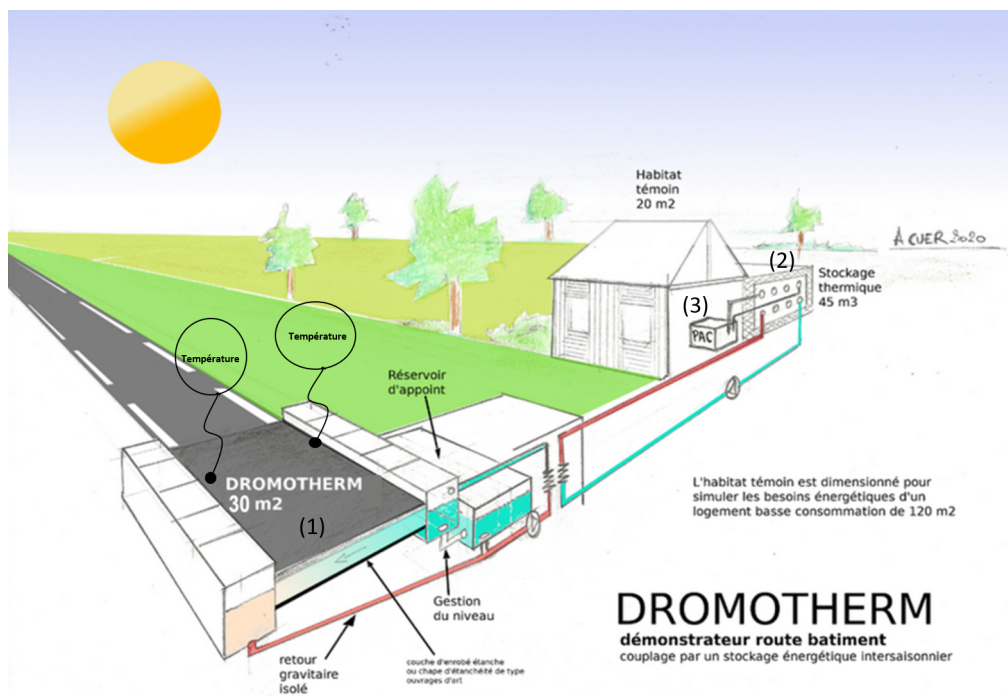 Habitat
témoin
20 m2
A CUER 2020
(2)
Stockage
thermique
45 m3
(3)
PAC
Température
Température
Réservoir
d'appoint
DROMOTHERM
30 m2
(1)
L'habitat témoin est dimensionné pour
simuler les besoins énergétiques d'un
logement basse consommation de 120 m2
Gestion
du niveau
retour
gravitaire
isolé
couche d'enrobé étanche
ou chape d'étanchéité de type
ouvrages d'art
DROMOTHERM
démonstrateur route batiment
couplage par un stockage énergétique intersaisonnier